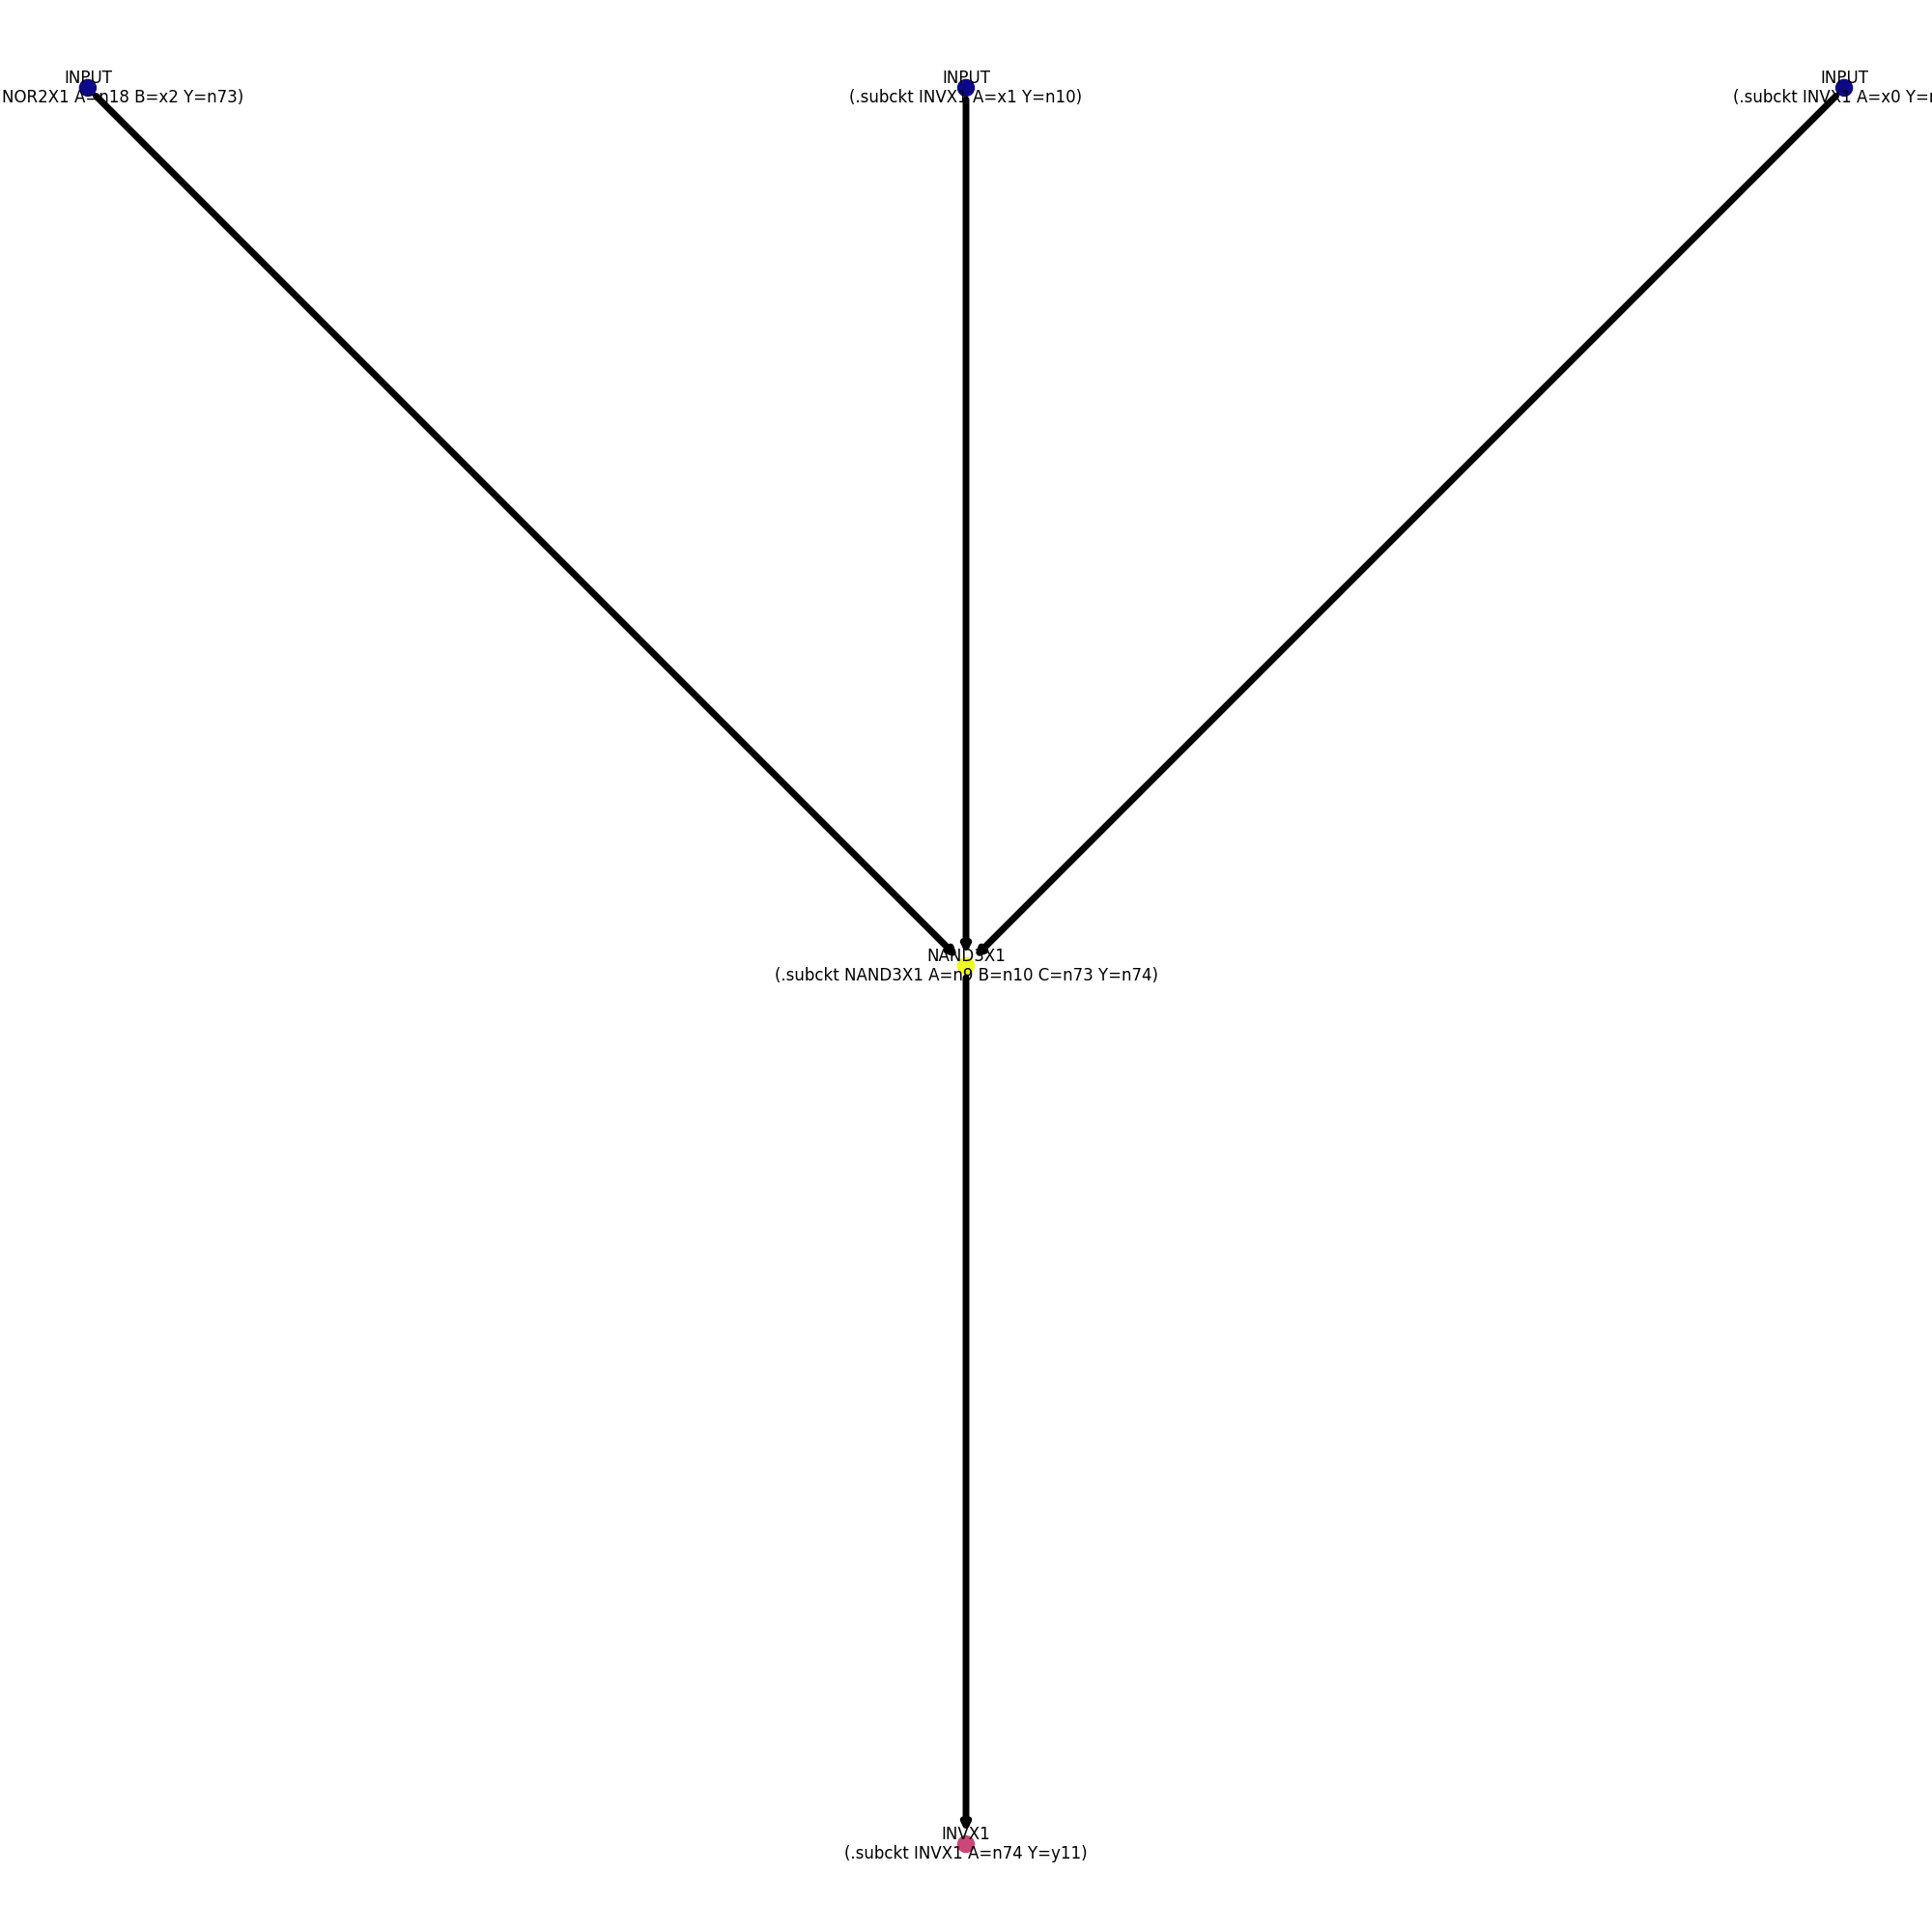 INPUT
NOR2X1 A=n18 B=x2 Y=n73)
INPUT
(.subckt INVX1 A=x1 Y=n10)
INPUT
(.subckt INVX1 A=x0
NAND3X1
(.subckt NAND3X1 A=n9 B=n10 C=n73 Y=n74)
INVX1
(.subckt INVX1 A=n74 Y=y11)